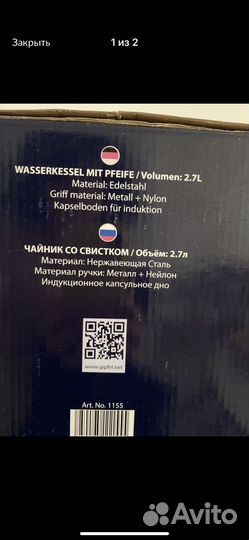 Закрыть
1 из 2
WASSERKESSEL MIT PFEIFE / Volumen: 2.7L
Material: Edelstahl
Griff material: Metall + Nylon
Kapselboden für induktion
ЧАЙНИК СО СВИСТКОМ / Объём: 2.7л
Материал: Нержавеющая Сталь
Материал ручки: Металл + Нейлон
Индукционное капсульное дно
www.gipfel.net
Art. No. 1155
Avito